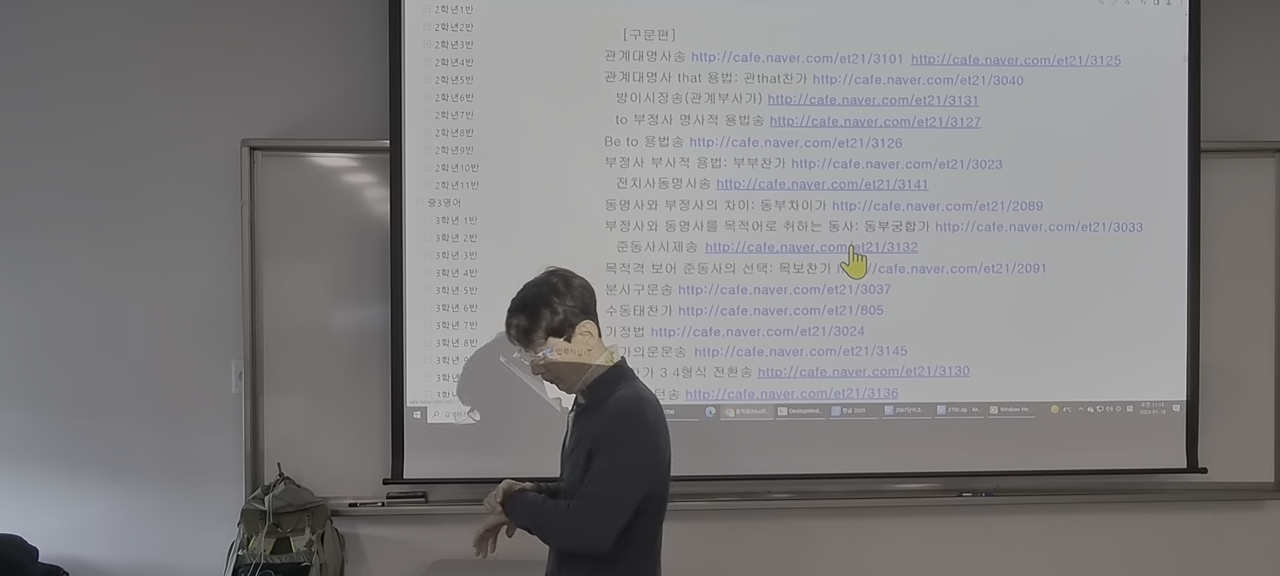 2학년1반
2학년2반
2학년3반
2학년4반
2학년5반
2학년6반
2학년7반
2학년8반
2학년9반
2학년10반
2학년11반
중3영어
3학년 1반
3학년 2반
3학년 3반
3학년 4반
3학년 5반
3학년 6반
3학년 7반
3학년 8반
3학년
3학년
[구문편]
관계대명사송 http://cafe.naver.com/et21/3101 http://cafe.naver.com/et21/3125
관계대명사 that 용법: 관that찬가 http://cafe.naver.com/et21/3040
방이시장송(관계부사가) http://cafe.naver.com/et21/3131
to 부정사 명사적 용법송 http://cafe.naver.com/et21/3127
Be to 용법송 http://cafe.naver.com/et21/3126
부정사 부사적 용법: 부부찬가 http://cafe.naver.com/et21/3023
전치사동명사송 http://cafe.naver.com/et21/3141
동명사와 부정사의 차이: 동부차이가 http://cafe.naver.com/et21/2089
부정사와 동명사를 목적어로 취하는 동사: 동부궁합가 http://cafe.naver.com/et21/3033
준동사시제송 http://cafe.naver.com/et21/3132
목적격 보어 준동사의 선택: 목보찬가 //cafe.naver.com/et21/2091
분사구문송 http://cafe.naver.com/et21/3037
수동태찬가 http://cafe.naver.com/et21/805
가정법 http://cafe.naver.com/et21/3024
가의문문송 http://cafe.naver.com/et21/3145
찬가 3 4형식 전환송 http://cafe.naver.com/et21/3130
턴송 http://cafe.naver.com/et21/3136